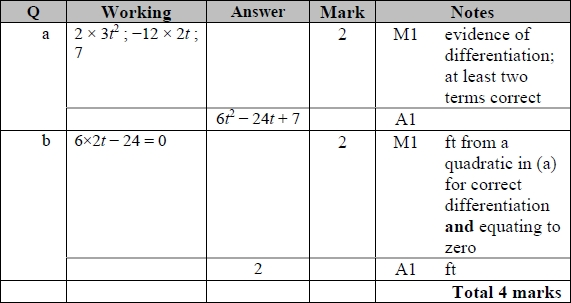 Q Working Answer Mark Notes
a 2 × 3t² ; −12 × 2t ; 2 M1 evidence of
7 differentiation;
at least two
terms correct
6t² − 24t + 7 A1
b 6×2t − 24 = 0 2 M1 ft from a
quadratic in (a)
for correct
differentiation
and equating to
zero
2 A1 ft
Total 4 marks